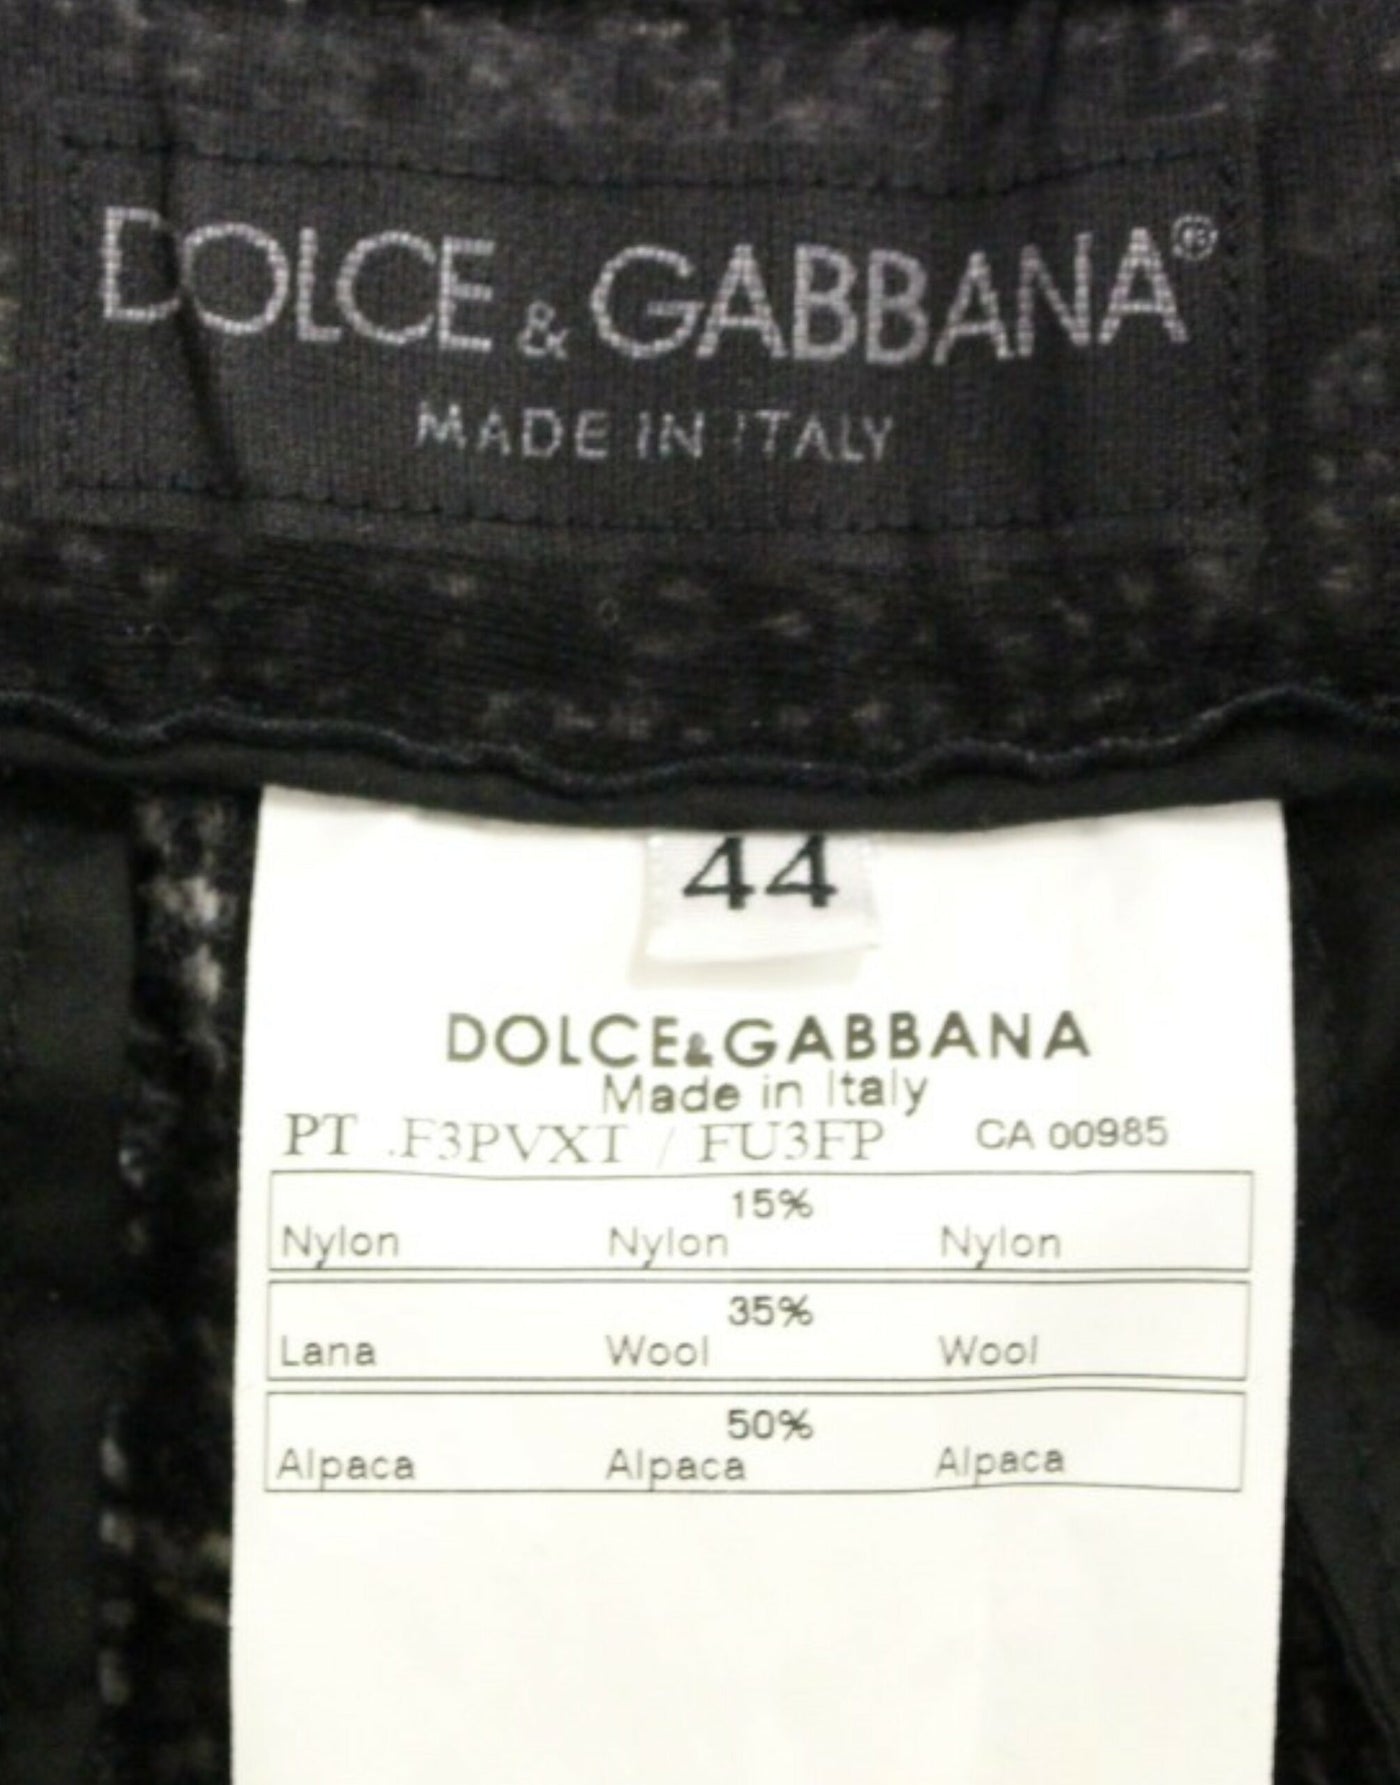 DOLCE & GABBANA®
MADE IN ITALY
44
DOLCE&GABBANA
Made in Italy
PT .F3PVXT / FU3FP CA 00985
15%
Nylon Nylon Nylon
35%
Lana Wool Wool
50%
Alpaca Alpaca Alpaca